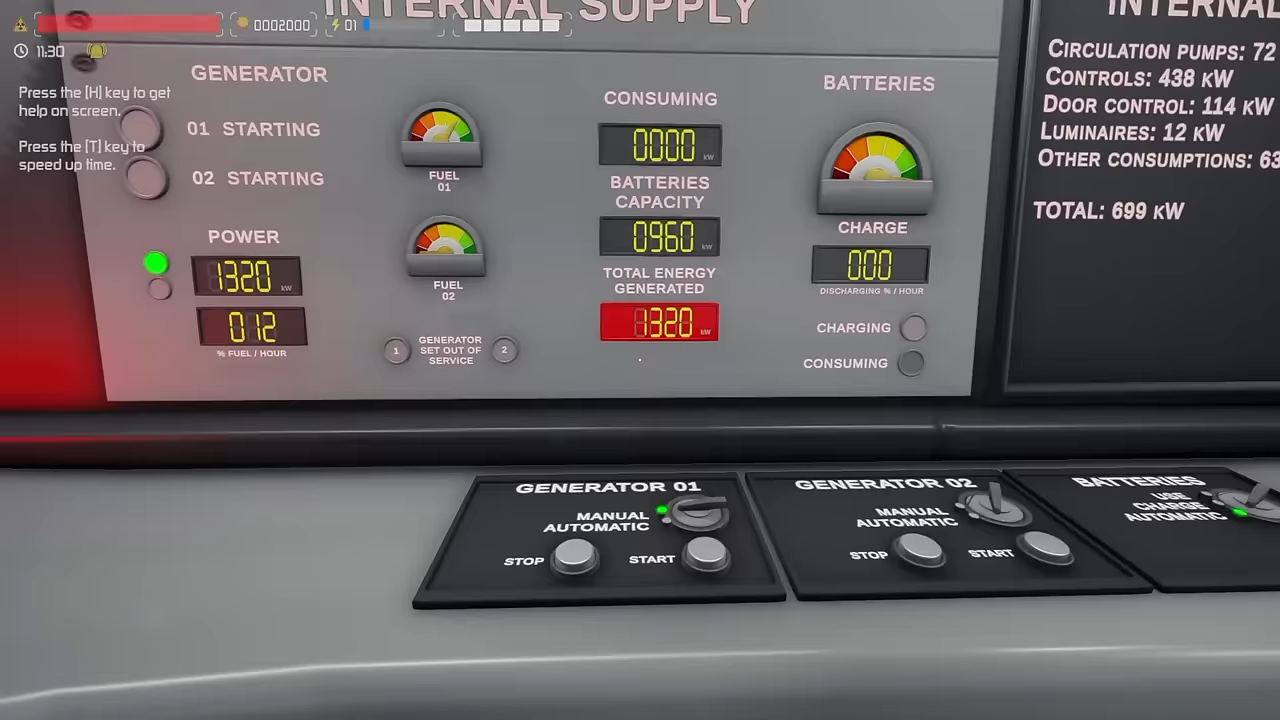 INTERNAL SUPPLY
INTERNAL
0002000
01
11:30
Press the [H] key to get
help on screen.
Press the [T] key to
speed up time.
GENERATOR
01 STARTING
02 STARTING
POWER
1320 kW
012
% FUEL / HOUR
FUEL
01
FUEL
02
1
GENERATOR
SET OUT OF
SERVICE
2
CONSUMING
0000 kW
BATTERIES
CAPACITY
0960 kW
TOTAL ENERGY
GENERATED
1320 kW
BATTERIES
CHARGE
000
DISCHARGING % / HOUR
CHARGING
CONSUMING
CIRCULATION PUMPS: 72
CONTROLS: 438 KW
DOOR CONTROL: 114 KW
LUMINAIRES: 12 KW
OTHER CONSUMPTIONS: 63
TOTAL: 699 KW
GENERATOR 01
MANUAL
AUTOMATIC
STOP
START
GENERATOR 02
MANUAL
AUTOMATIC
STOP
START
BATTERIES
USE
CHARGE
AUTOMATIC